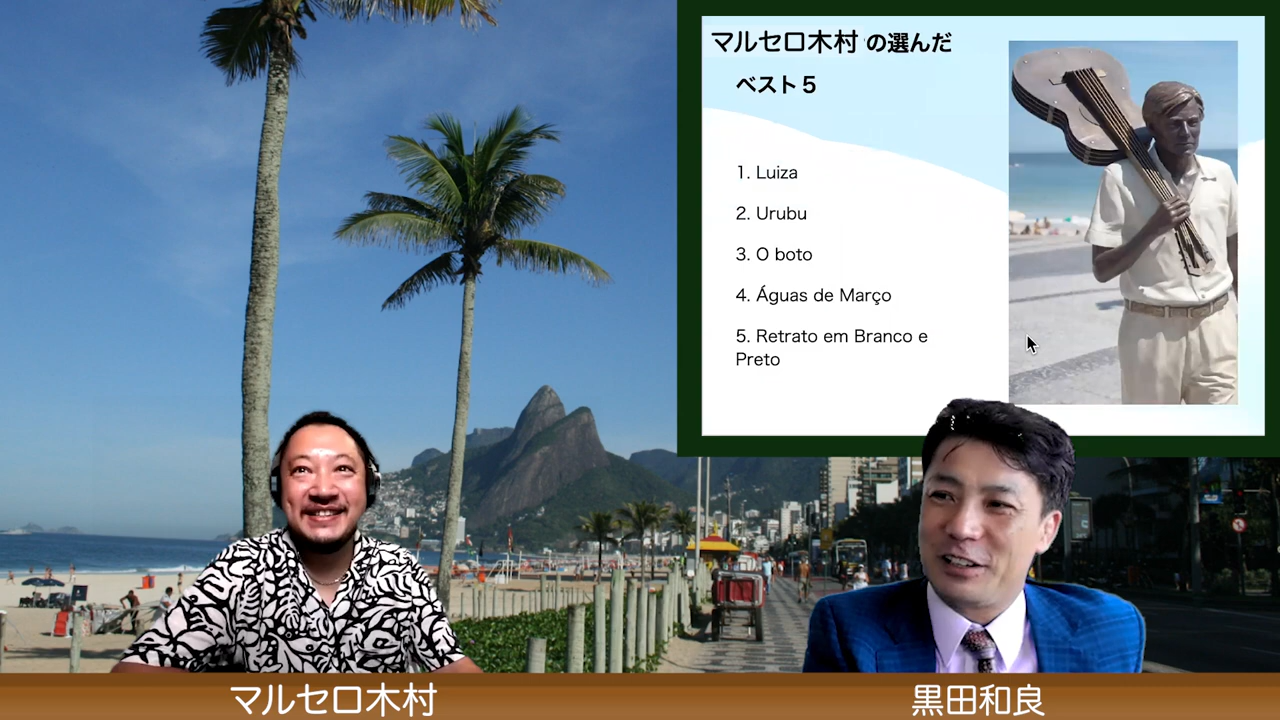 マルセロ木村 の選んだ
ベスト５
1. Luiza
2. Urubu
3. O boto
4. Águas de Março
5. Retrato em Branco e
Preto
マルセロ木村
黒田和良